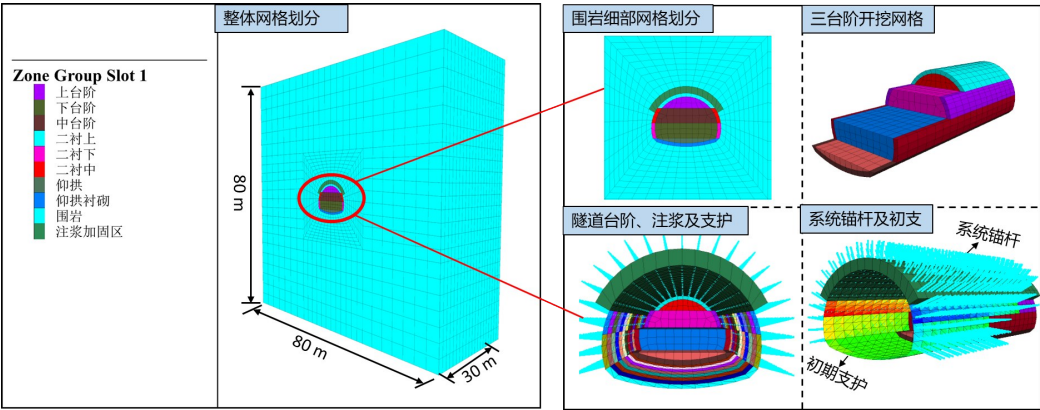 整体网格划分
Zone Group Slot 1
上台阶
下台阶
中台阶
二衬上
二衬下
二衬中
仰拱
仰拱衬砌
围岩
注浆加固区
80 m
80 m
30 m
围岩细部网格划分
三台阶开挖网格
隧道台阶、注浆及支护
系统锚杆及初支
系统锚杆
初期支护